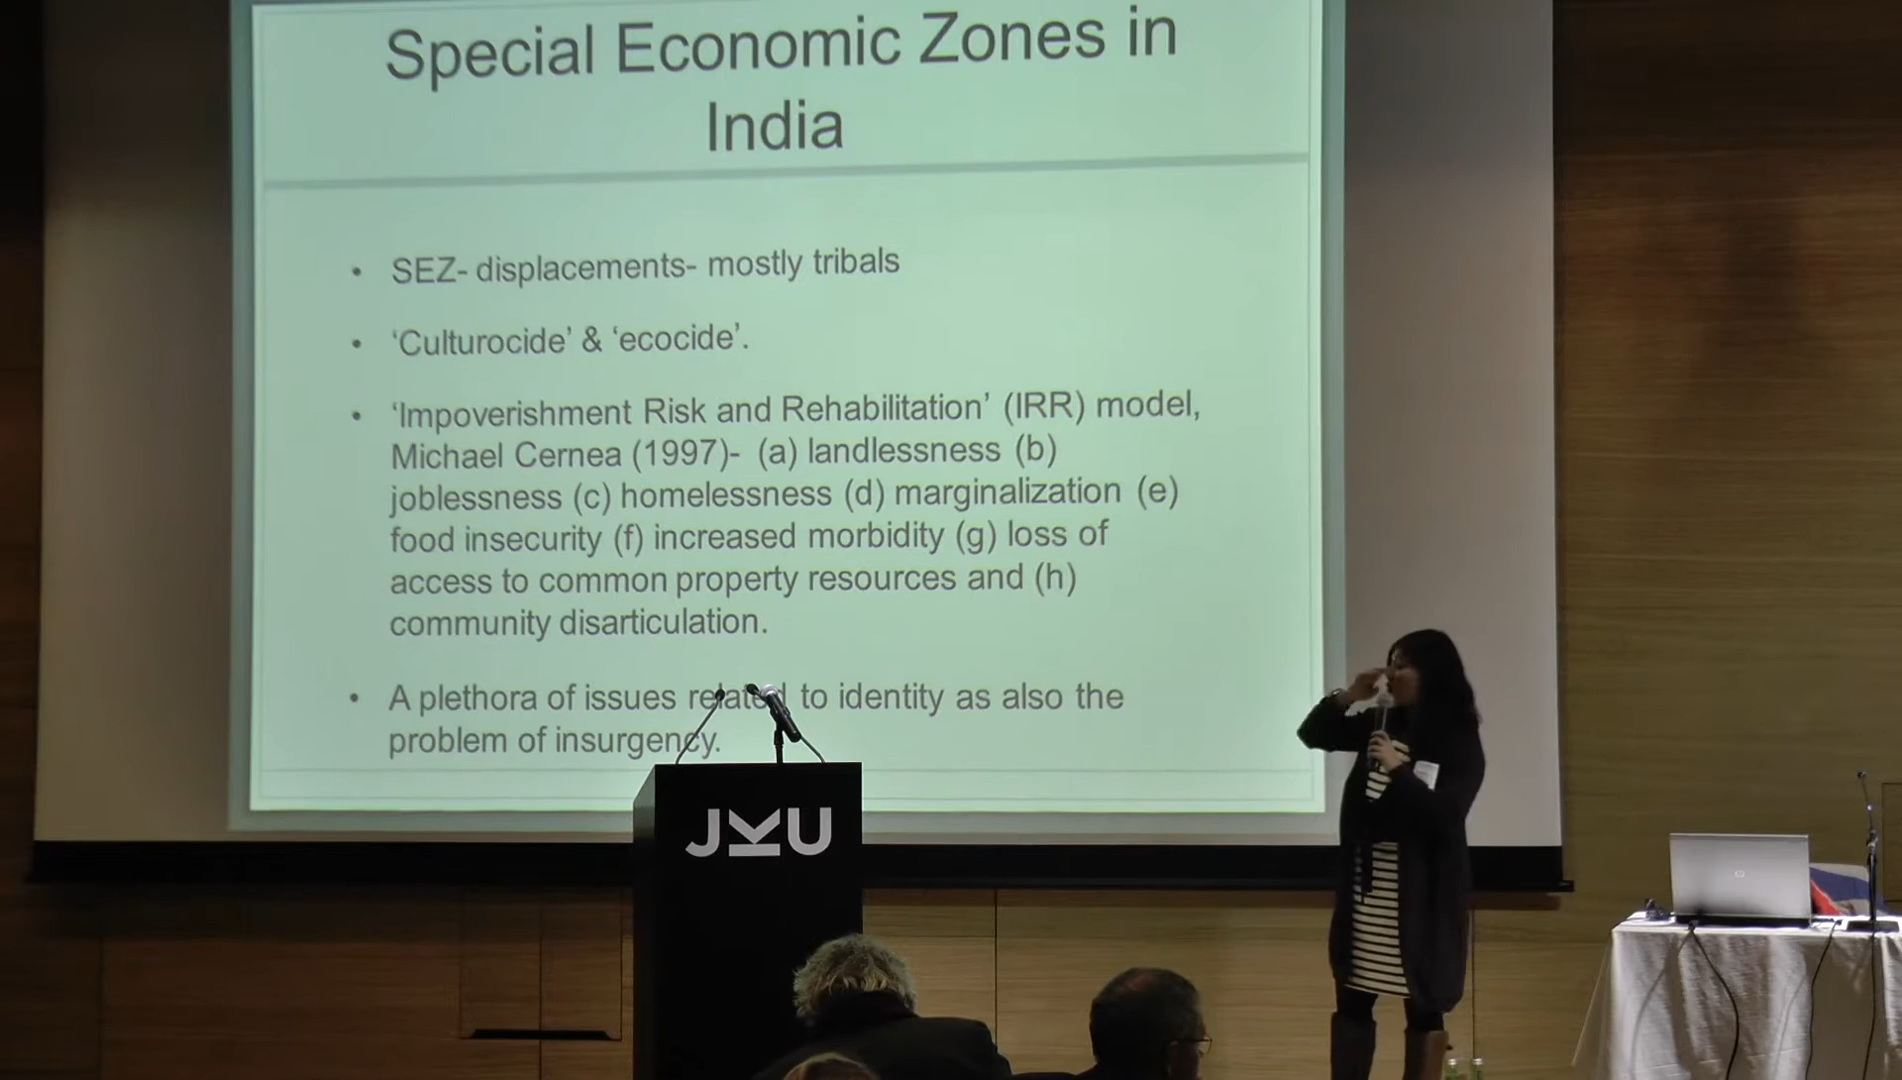 Special Economic Zones in
India
• SEZ- displacements- mostly tribals
• ‘Culturocide’ & ‘ecocide’.
• ‘Impoverishment Risk and Rehabilitation’ (IRR) model,
Michael Cernea (1997)- (a) landlessness (b)
joblessness (c) homelessness (d) marginalization (e)
food insecurity (f) increased morbidity (g) loss of
access to common property resources and (h)
community disarticulation.
• A plethora of issues related to identity as also the
problem of insurgency.
JKU
hp